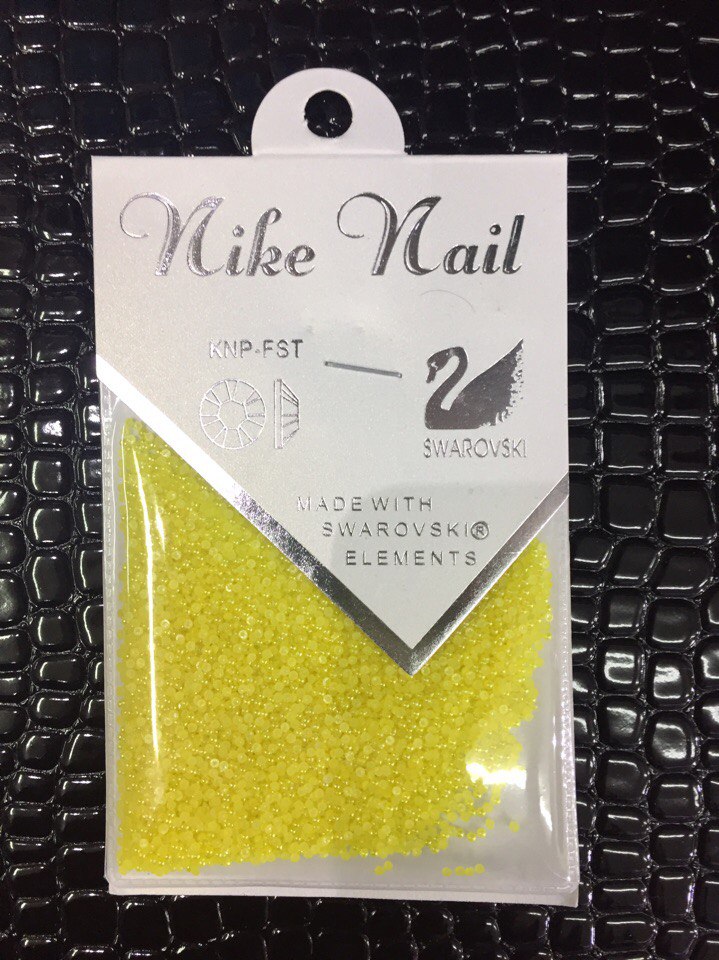 Nike Nail
KNP-FST
SWAROVSKI
MADE WITH
SWAROVSKI®
ELEMENTS